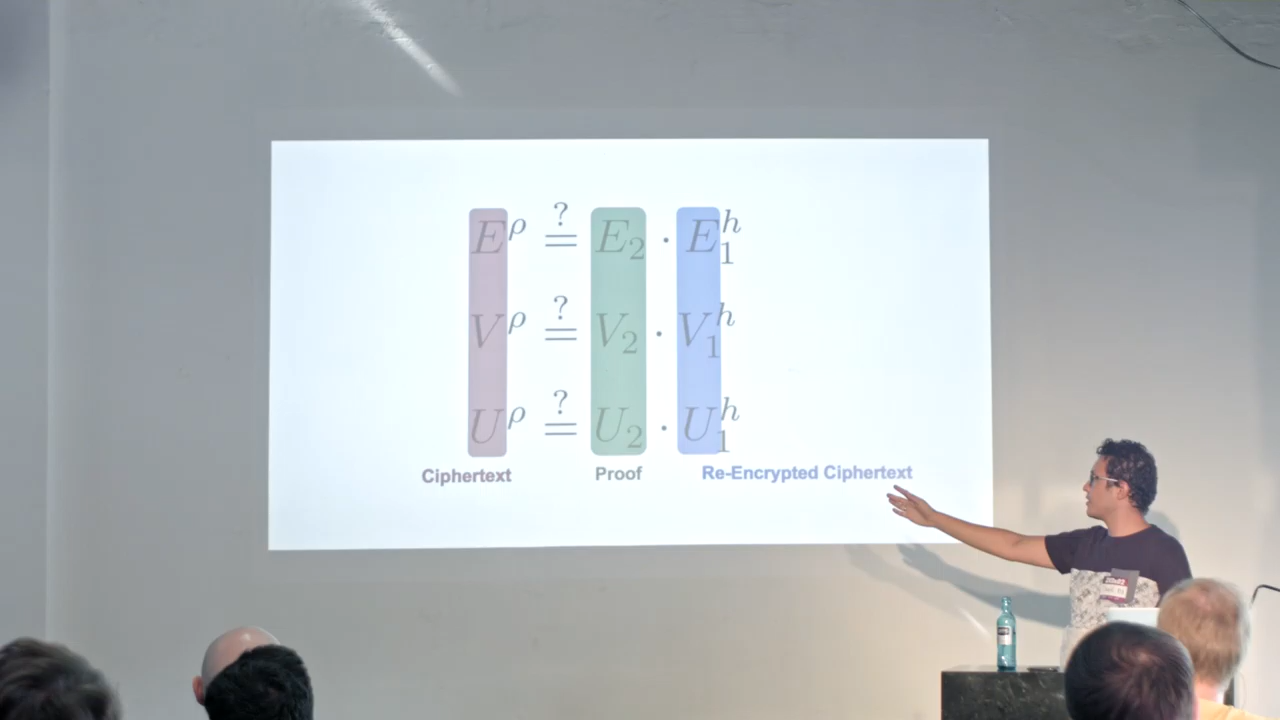 E^ρ ≟ E_2 · E_1^h
V^ρ ≟ V_2 · V_1^h
U^ρ ≟ U_2 · U_1^h
Ciphertext Proof Re-Encrypted Ciphertext